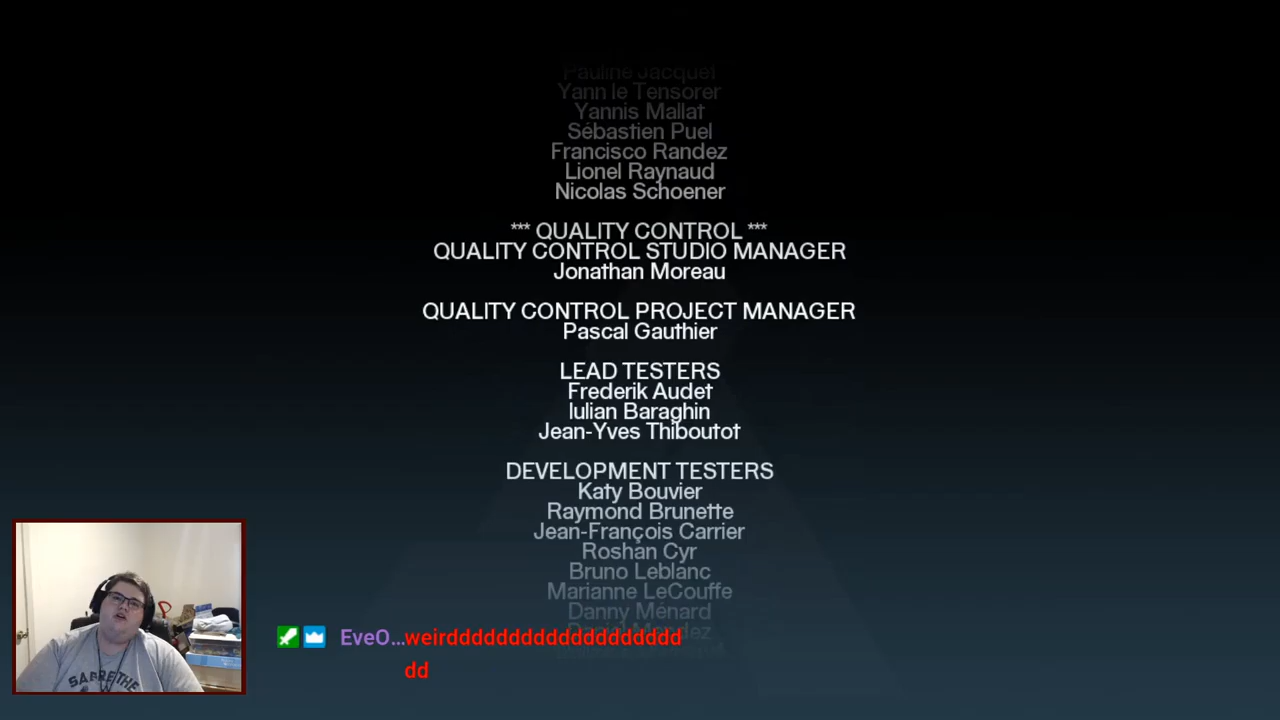 Pauline Jacquet
Yann le Tensorer
Yannis Mallat
Sébastien Puel
Francisco Randez
Lionel Raynaud
Nicolas Schoener
*** QUALITY CONTROL ***
QUALITY CONTROL STUDIO MANAGER
Jonathan Moreau
QUALITY CONTROL PROJECT MANAGER
Pascal Gauthier
LEAD TESTERS
Frederik Audet
Iulian Baraghin
Jean-Yves Thiboutot
DEVELOPMENT TESTERS
Katy Bouvier
Raymond Brunette
Jean-François Carrier
Roshan Cyr
Bruno Leblanc
Marianne LeCouffe
Danny Ménard
EveO...weirddddddddddddddddddd
dd
SABRE THE